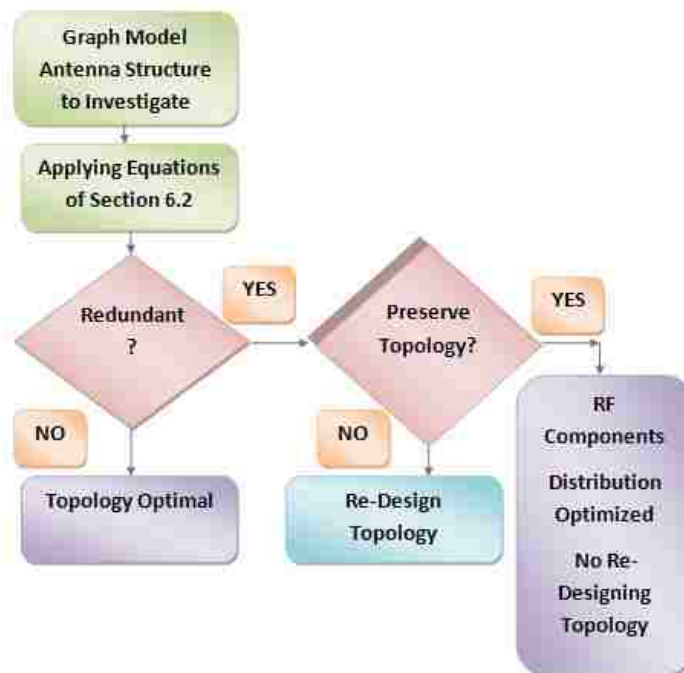 Graph Model
Antenna Structure
to Investigate
Applying Equations
of Section 6.2
Redundant
?
YES
Preserve
Topology?
YES
NO
Topology Optimal
NO
Re-Design
Topology
RF
Components
Distribution
Optimized
No Re-
Designing
Topology